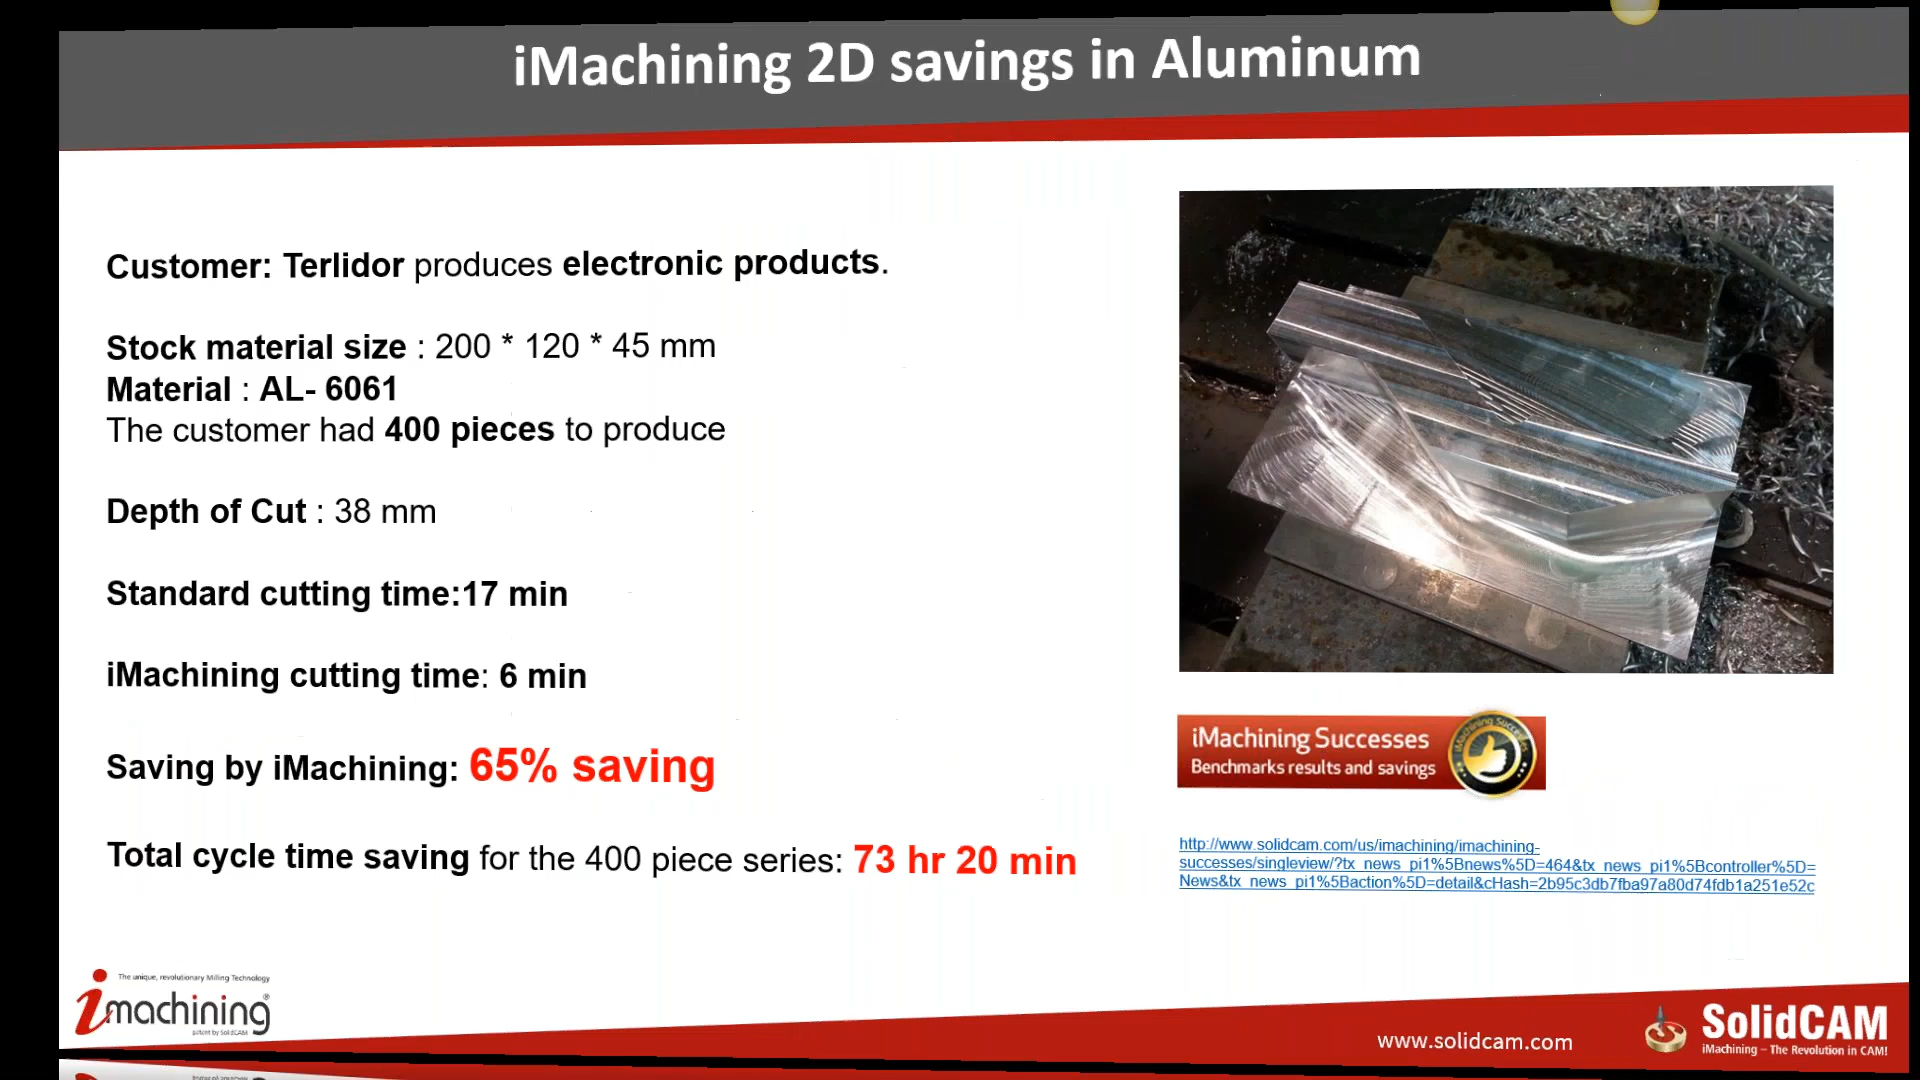 iMachining 2D savings in Aluminum
Customer: Terlidor produces electronic products.
Stock material size : 200 * 120 * 45 mm
Material : AL- 6061
The customer had 400 pieces to produce
Depth of Cut : 38 mm
Standard cutting time:17 min
iMachining cutting time: 6 min
Saving by iMachining: 65% saving
Total cycle time saving for the 400 piece series: 73 hr 20 min
iMachining Successes
Benchmarks results and savings
iMachining Successes
http://www.solidcam.com/us/imachining/imachining-
successes/singleview/?tx_news_pi1%5Bnews%5D=464&tx_news_pi1%5Bcontroller%5D=
News&tx_news_pi1%5Baction%5D=detail&cHash=2b95c3db7fba97a80d74fdb1a251e52c
The unique, revolutionary Milling Technology
imachining®
patent by SolidCAM
www.solidcam.com
SolidCAM
iMachining – The Revolution in CAM!